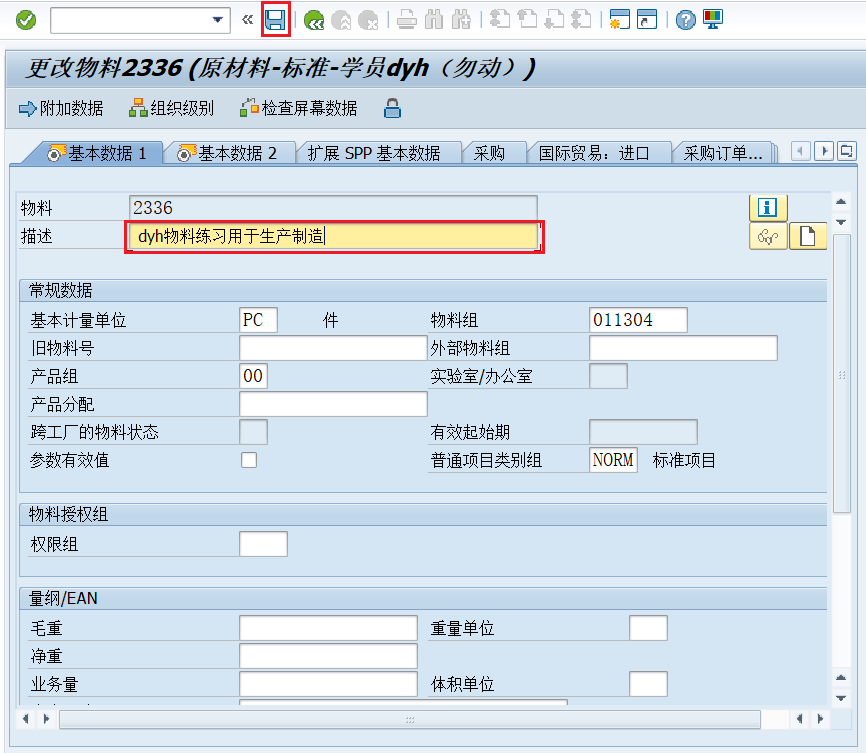 更改物料2336 (原材料-标准-学员dyh（勿动）)
附加数据 组织级别 检查屏幕数据
基本数据 1 基本数据 2 扩展 SPP 基本数据 采购 国际贸易：进口 采购订单...
物料 2336
描述 dyh物料练习用于生产制造
常规数据
基本计量单位 PC 件 物料组 011304
旧物料号 外部物料组
产品组 00 实验室/办公室
产品分配
跨工厂的物料状态 有效起始期
参数有效值 普通项目类别组 NORM 标准项目
物料授权组
权限组
量纲/EAN
毛重 重量单位
净重
业务量 体积单位